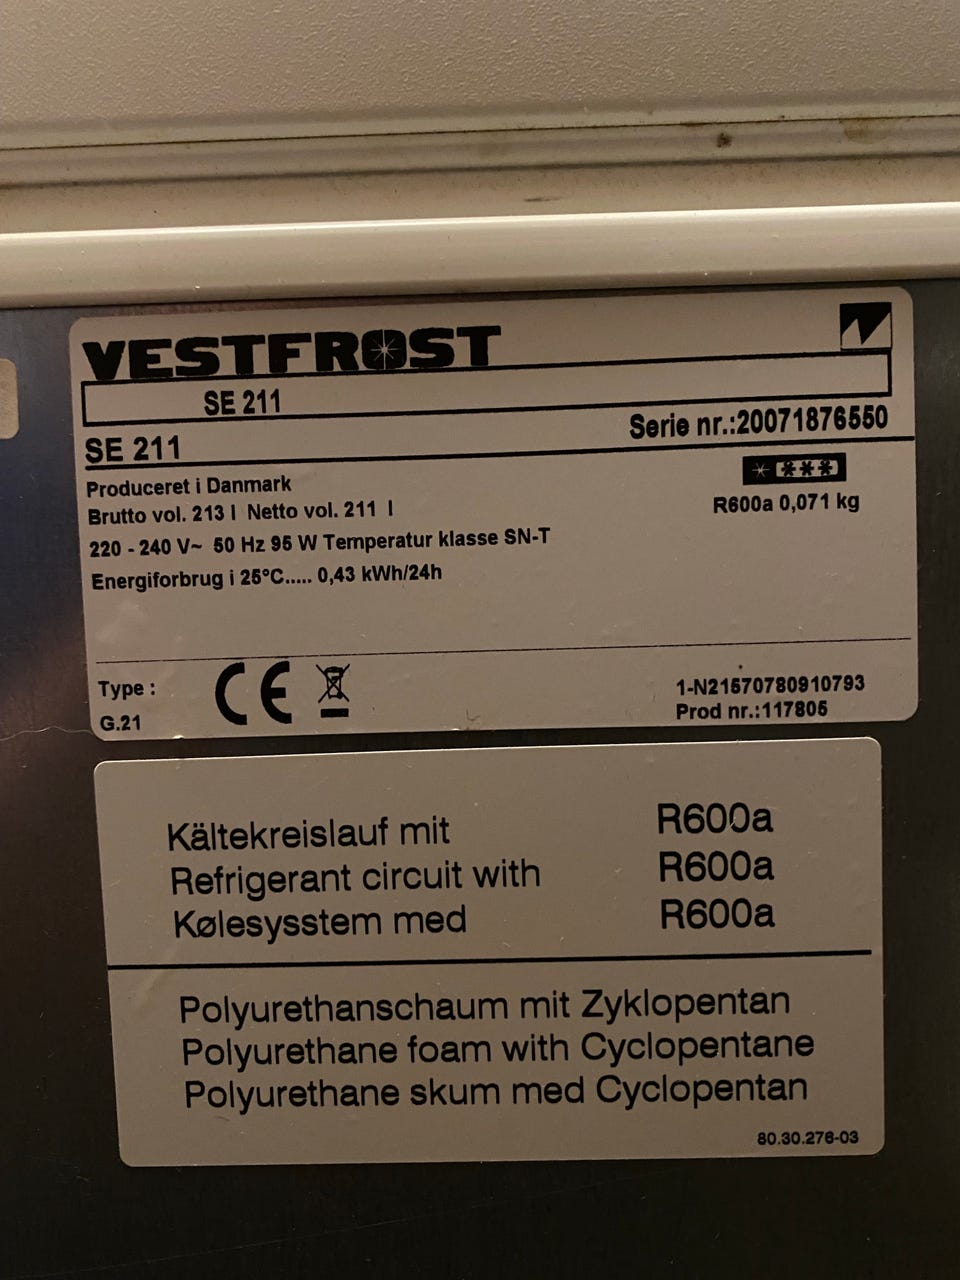 VESTFROST
SE 211
SE 211 Serie nr.:20071876550
Produceret i Danmark
Brutto vol. 213 l Netto vol. 211 l
R600a 0,071 kg
220 - 240 V~ 50 Hz 95 W Temperatur klasse SN-T
Energiforbrug i 25°C..... 0,43 kWh/24h
Type :
G.21
CE
1-N21570780910793
Prod nr.:117805
Kältekreislauf mit R600a
Refrigerant circuit with R600a
Kølesysstem med R600a
Polyurethanschaum mit Zyklopentan
Polyurethane foam with Cyclopentane
Polyurethane skum med Cyclopentan
80.30.276-03